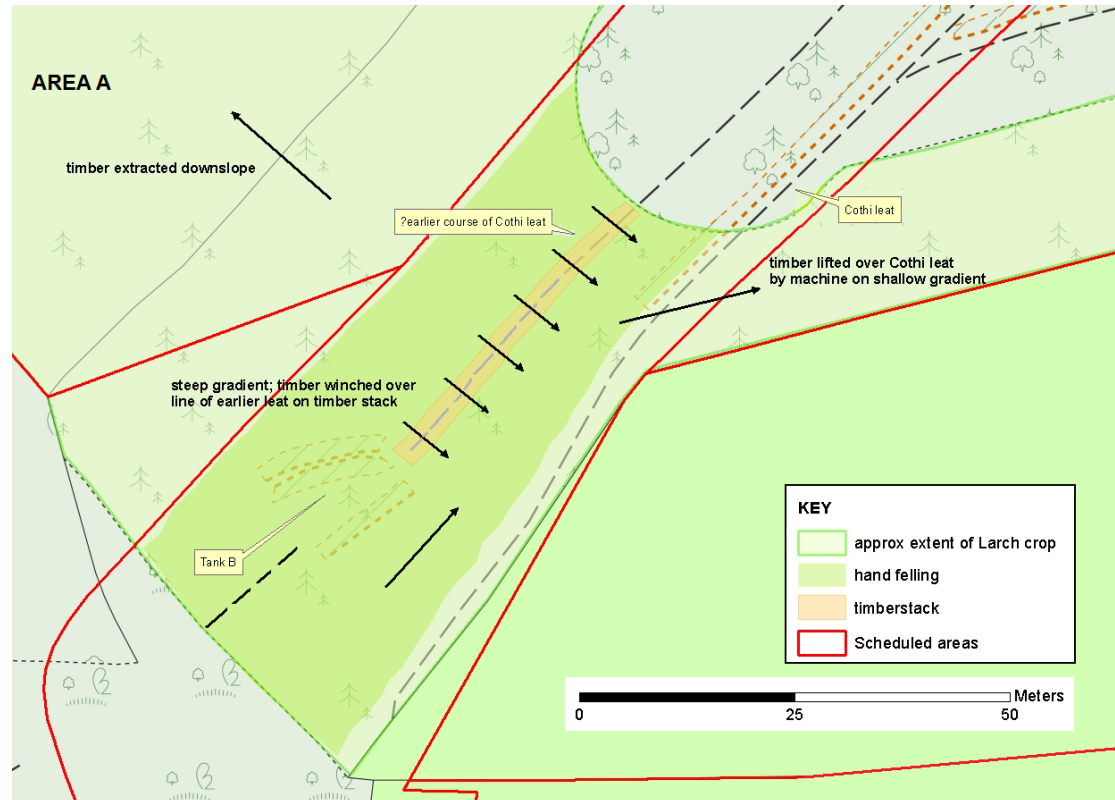 AREA A
timber extracted downslope
?earlier course of Cothi leat
Cothi leat
timber lifted over Cothi leat
by machine on shallow gradient
steep gradient; timber winched over
line of earlier leat on timber stack
Tank B
KEY
approx extent of Larch crop
hand felling
timberstack
Scheduled areas
Meters
0 25 50